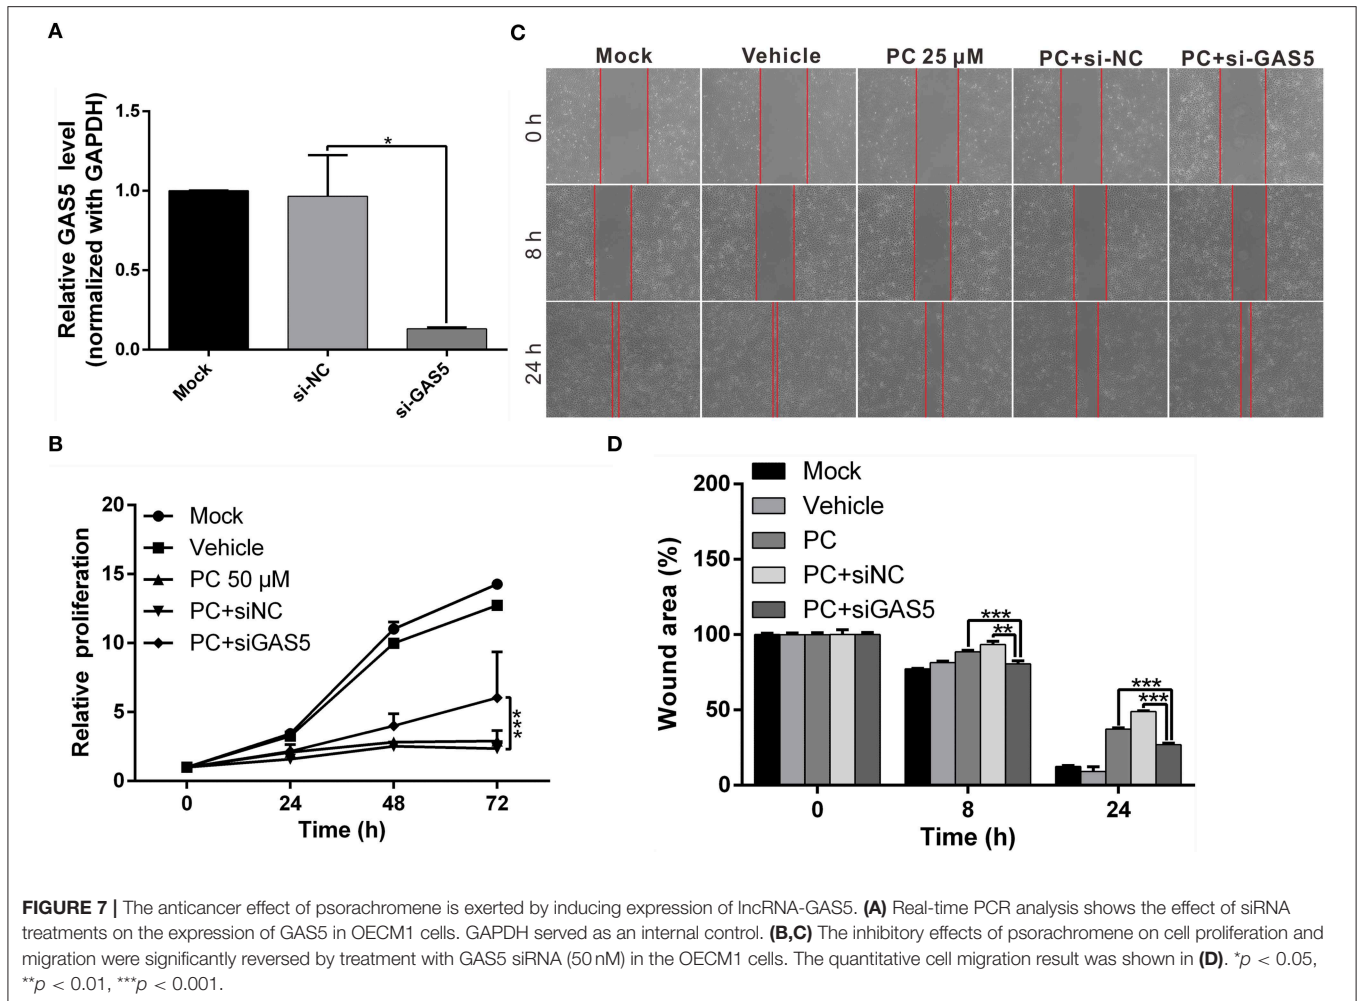 A
Relative GAS5 level
(normalized with GAPDH)
1.5
1.0
0.5
0.0
*
Mock
si-NC
si-GAS5
C
Mock Vehicle PC 25 µM PC+si-NC PC+si-GAS5
0 h
8 h
24 h
B
Relative proliferation
20
15
10
5
0
Mock
Vehicle
PC 50 µM
PC+siNC
PC+siGAS5
***
0 24 48 72
Time (h)
D
Wound area (%)
200
150
100
50
0
Mock
Vehicle
PC
PC+siNC
PC+siGAS5
***
**
***
***
0 8 24
Time (h)
FIGURE 7 | The anticancer effect of psorachromene is exerted by inducing expression of lncRNA-GAS5. (A) Real-time PCR analysis shows the effect of siRNA
treatments on the expression of GAS5 in OECM1 cells. GAPDH served as an internal control. (B,C) The inhibitory effects of psorachromene on cell proliferation and
migration were significantly reversed by treatment with GAS5 siRNA (50 nM) in the OECM1 cells. The quantitative cell migration result was shown in (D). *p < 0.05,
**p < 0.01, ***p < 0.001.